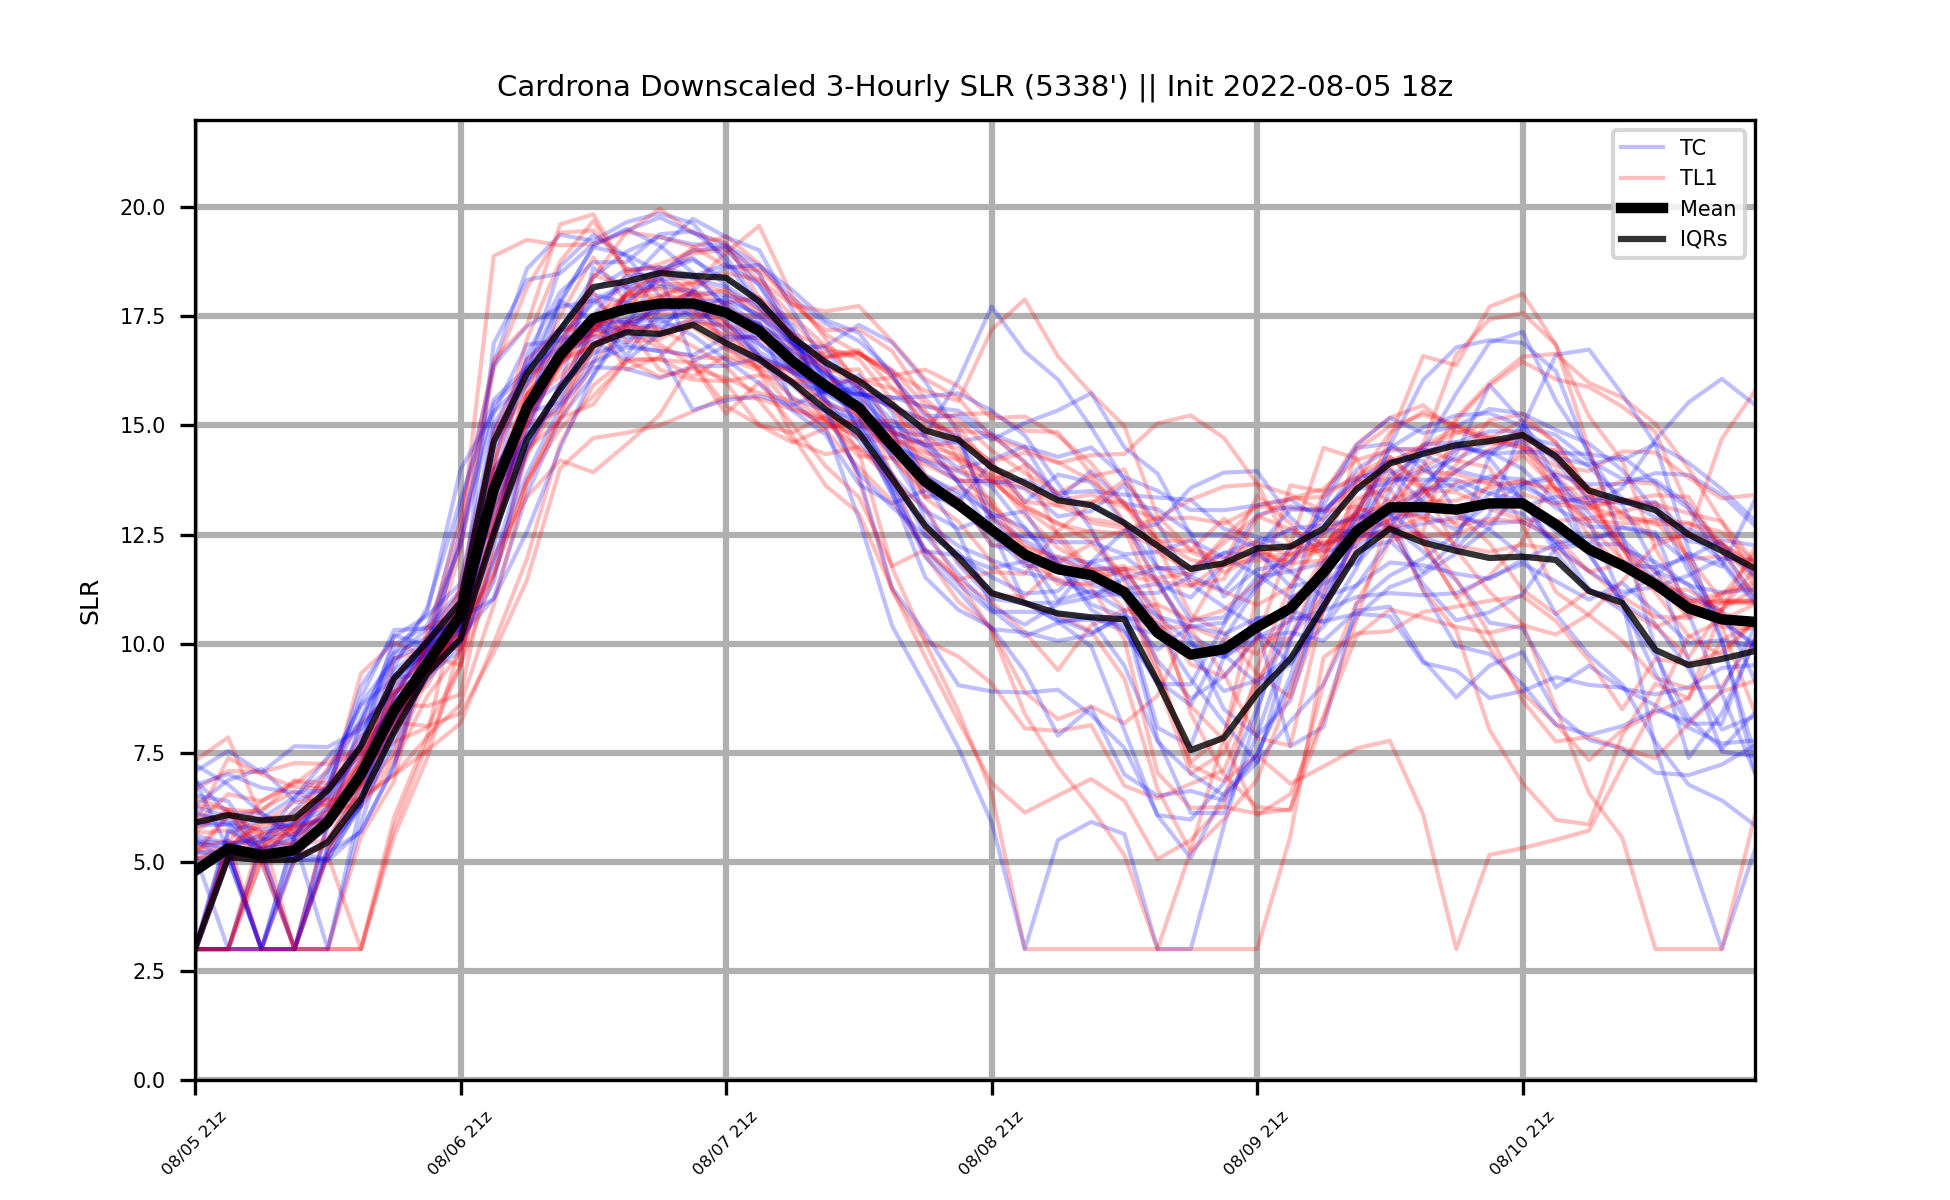 Cardrona Downscaled 3-Hourly SLR (5338') || Init 2022-08-05 18z
TC
TL1
Mean
IQRs
SLR
20.0
17.5
15.0
12.5
10.0
7.5
5.0
2.5
0.0
08/05 21z
08/06 21z
08/07 21z
08/08 21z
08/09 21z
08/10 21z